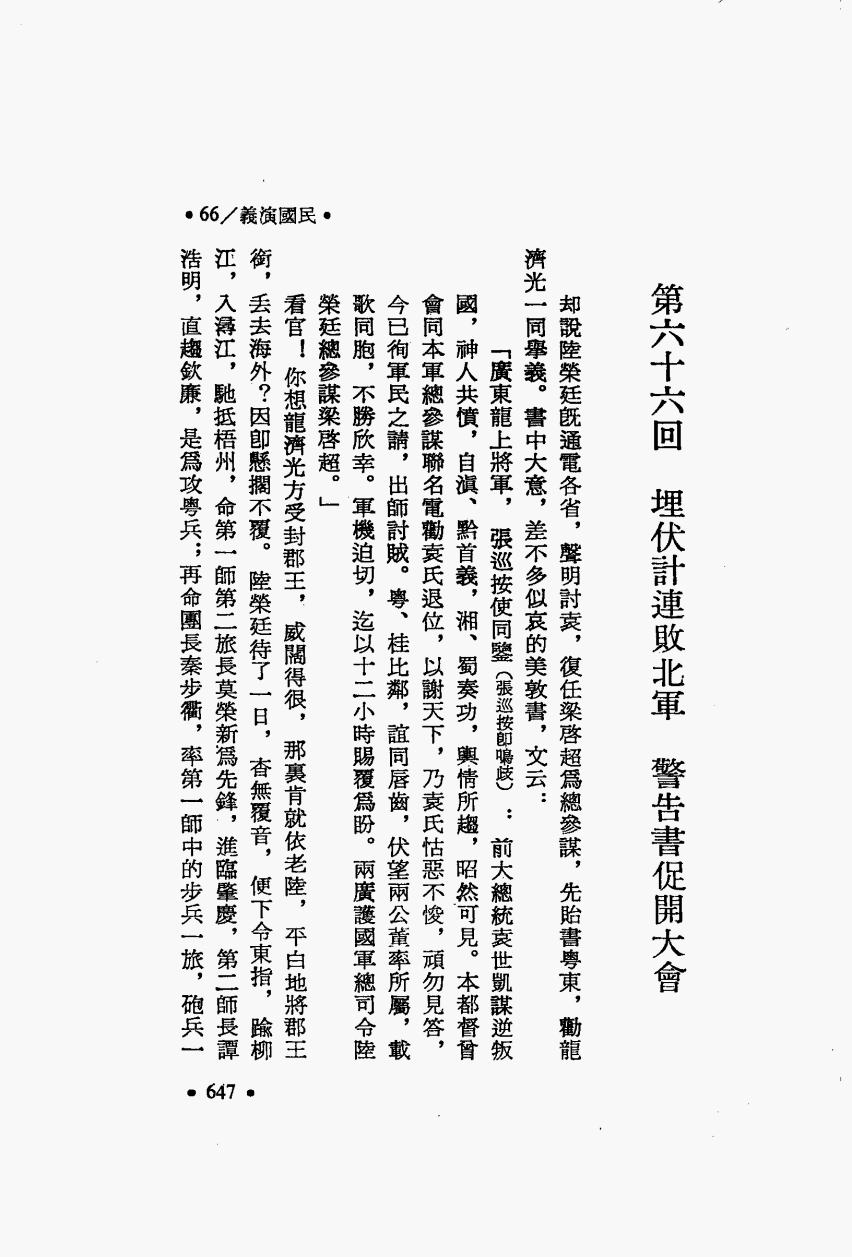 •66／義演國民•
第六十六回　埋伏計連敗北軍　警告書促開大會
却說陸榮廷既通電各省，聲明討袁，復任梁啓超爲總參謀，先貽書粵東，勸龍
濟光一同舉義。書中大意，差不多似哀的美敦書，文云：
「廣東龍上將軍，張巡按使同鑒（張巡按卽鳴歧）：前大總統袁世凱謀逆叛
國，神人共憤，自滇、黔首義，湘、蜀奏功，輿情所趨，昭然可見。本都督曾
會同本軍總參謀聯名電勸袁氏退位，以謝天下，乃袁氏怙惡不悛，頑勿見答，
今已徇軍民之請，出師討賊。粵、桂比鄰，誼同唇齒，伏望兩公董率所屬，載
歌同胞，不勝欣幸。軍機迫切，迄以十二小時賜覆爲盼。兩廣護國軍總司令陸
榮廷總參謀梁啓超。」
看官！你想龍濟光方受封郡王，威闊得很，那裏肯就依老陸，平白地將郡王
銜，丢去海外？因卽懸擱不覆。陸榮廷待了一日，杳無覆音，便下令東指，踰柳
江，入潯江，馳抵梧州，命第一師第二旅長莫榮新爲先鋒，進臨肇慶，第二師長譚
浩明，直趨欽廉，是爲攻粵兵；再命團長秦步衢，率第一師中的步兵一旅，砲兵一
•647•